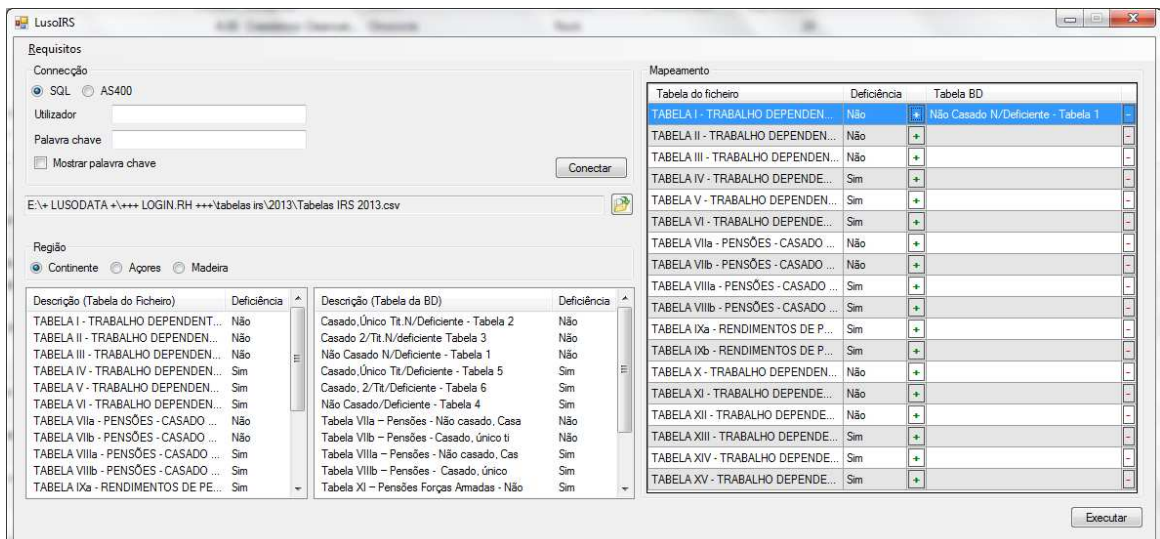 LusoIRS
Requisitos
Connecção
SQL AS400
Utilizador
Palavra chave
Mostrar palavra chave
Conectar
E:\+ LUSODATA +\+++ LOGIN.RH +++\tabelas irs\2013\Tabelas IRS 2013.csv
Região
Continente Açores Madeira
Descrição (Tabela do Ficheiro) Deficiência
TABELA I - TRABALHO DEPENDENT... Não
TABELA II - TRABALHO DEPENDEN... Não
TABELA III - TRABALHO DEPENDEN... Não
TABELA IV - TRABALHO DEPENDEN... Sim
TABELA V - TRABALHO DEPENDEN... Sim
TABELA VI - TRABALHO DEPENDEN... Sim
TABELA VIIa - PENSÕES - CASADO ... Não
TABELA VIIb - PENSÕES - CASADO ... Não
TABELA VIIIa - PENSÕES - CASADO ... Sim
TABELA VIIIb - PENSÕES - CASADO ... Sim
TABELA IXa - RENDIMENTOS DE PE... Sim
Descrição (Tabela da BD) Deficiência
Casado,Único Tit.N/Deficiente - Tabela 2 Não
Casado 2/Tit.N/deficiente Tabela 3 Não
Não Casado N/Deficiente - Tabela 1 Não
Casado,Único Tit/Deficiente - Tabela 5 Sim
Casado, 2/Tit/Deficiente - Tabela 6 Sim
Não Casado/Deficiente - Tabela 4 Sim
Tabela VIIa – Pensões - Não casado, Casa Não
Tabela VIIb – Pensões - Casado, único ti Não
Tabela VIIIa – Pensões - Não casado, Cas Sim
Tabela VIIIb – Pensões - Casado, único Sim
Tabela XI – Pensões Forças Armadas - Não Sim
Mapeamento
Tabela do ficheiro Deficiência Tabela BD
TABELA I - TRABALHO DEPENDEN... Não + Não Casado N/Deficiente - Tabela 1 -
TABELA II - TRABALHO DEPENDEN... Não + -
TABELA III - TRABALHO DEPENDEN... Não + -
TABELA IV - TRABALHO DEPENDE... Sim + -
TABELA V - TRABALHO DEPENDEN... Sim + -
TABELA VI - TRABALHO DEPENDE... Sim + -
TABELA VIIa - PENSÕES - CASADO ... Não + -
TABELA VIIb - PENSÕES - CASADO ... Não + -
TABELA VIIIa - PENSÕES - CASADO ... Sim + -
TABELA VIIIb - PENSÕES - CASADO ... Sim + -
TABELA IXa - RENDIMENTOS DE P... Sim + -
TABELA IXb - RENDIMENTOS DE P... Sim + -
TABELA X - TRABALHO DEPENDEN... Não + -
TABELA XI - TRABALHO DEPENDE... Não + -
TABELA XII - TRABALHO DEPENDE... Não + -
TABELA XIII - TRABALHO DEPENDE... Sim + -
TABELA XIV - TRABALHO DEPENDE... Sim + -
TABELA XV - TRABALHO DEPENDE... Sim + -
Executar